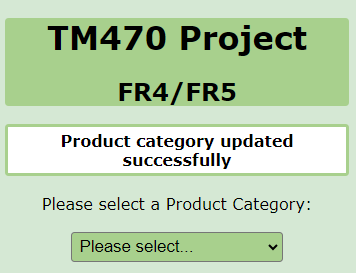 TM470 Project
FR4/FR5
Product category updated
successfully
Please select a Product Category:
Please select...